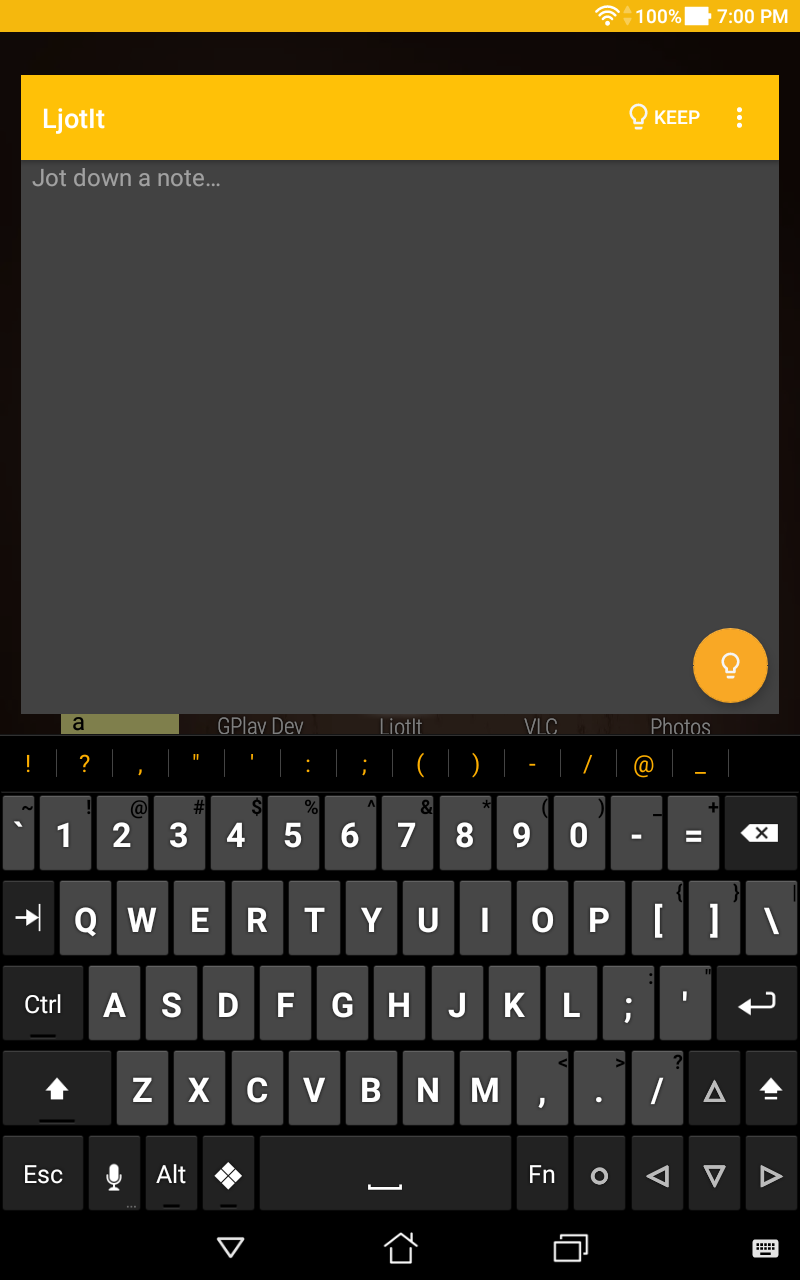 100% 7:00 PM
LjotIt KEEP
Jot down a note…
a GPlay Dev LjotIt VLC Photos
! ? , " ' : ; ( ) - / @ _
~ ! @ # $ % ^ & * ( ) _ +
` 1 2 3 4 5 6 7 8 9 0 - =
{ } |
Q W E R T Y U I O P [ ] \
: "
Ctrl A S D F G H J K L ; '
< > ?
Z X C V B N M , . /
Esc Alt Fn